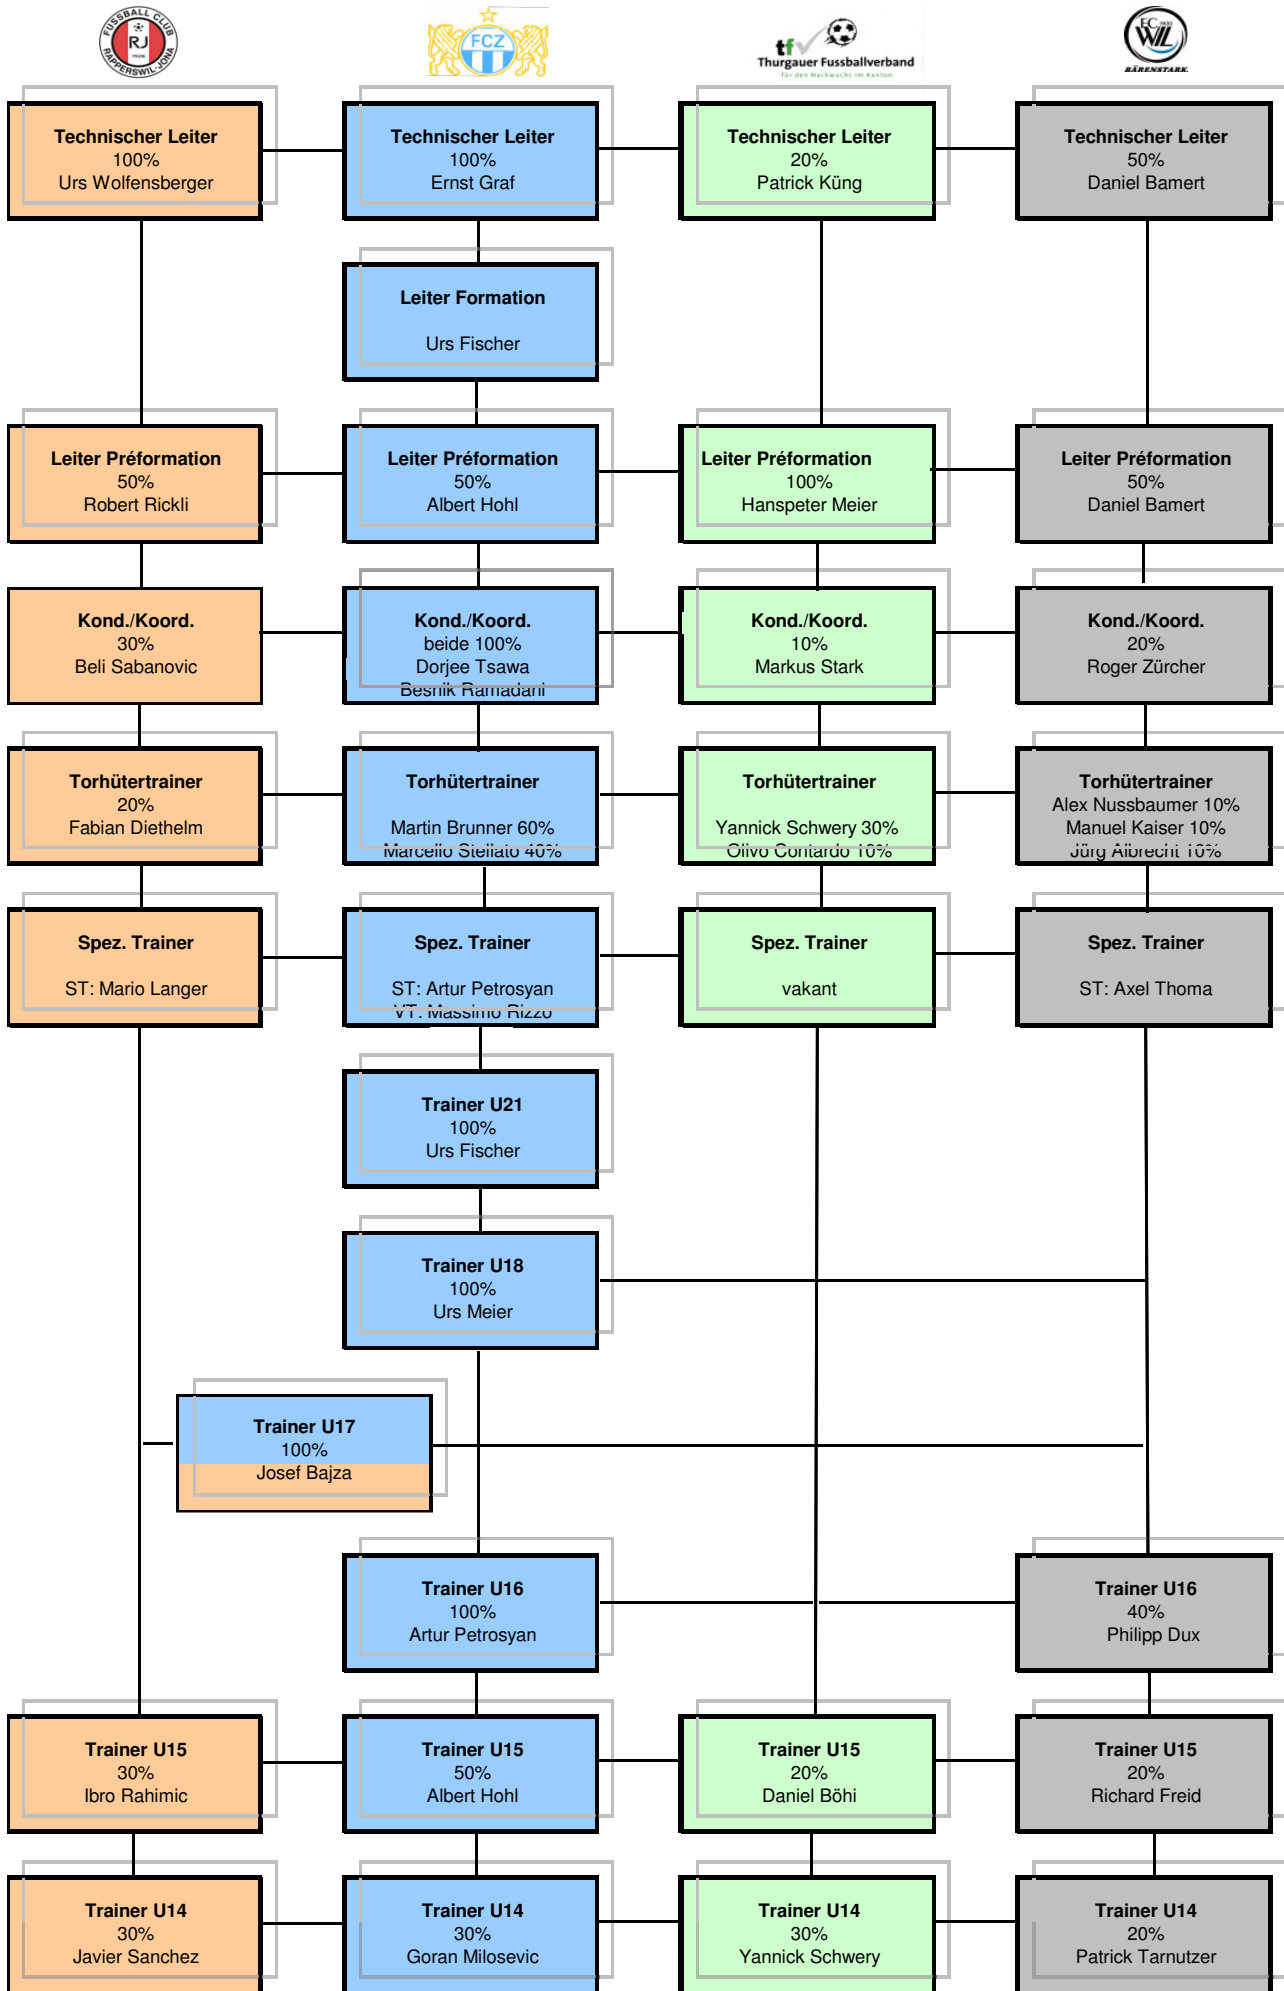 FUSSBALL CLUB
RJ
RAPPERSWIL-JONA
FCZ
tf
Thurgauer Fussballverband
für den Nachwuchs im Kanton
FC 1900
WIL
BÄRENSTARK.
Technischer Leiter
100%
Urs Wolfensberger
Technischer Leiter
100%
Ernst Graf
Technischer Leiter
20%
Patrick Küng
Technischer Leiter
50%
Daniel Bamert
Leiter Formation
Urs Fischer
Leiter Préformation
50%
Robert Rickli
Leiter Préformation
50%
Albert Hohl
Leiter Préformation
100%
Hanspeter Meier
Leiter Préformation
50%
Daniel Bamert
Kond./Koord.
30%
Beli Sabanovic
Kond./Koord.
beide 100%
Dorjee Tsawa
Besnik Ramadani
Kond./Koord.
10%
Markus Stark
Kond./Koord.
20%
Roger Zürcher
Torhütertrainer
20%
Fabian Diethelm
Torhütertrainer
Martin Brunner 60%
Marcello Stellato 40%
Torhütertrainer
Yannick Schwery 30%
Olivo Contardo 10%
Torhütertrainer
Alex Nussbaumer 10%
Manuel Kaiser 10%
Jürg Albrecht 10%
Spez. Trainer
ST: Mario Langer
Spez. Trainer
ST: Artur Petrosyan
VT: Massimo Rizzo
Spez. Trainer
vakant
Spez. Trainer
ST: Axel Thoma
Trainer U21
100%
Urs Fischer
Trainer U18
100%
Urs Meier
Trainer U17
100%
Josef Bajza
Trainer U16
100%
Artur Petrosyan
Trainer U16
40%
Philipp Dux
Trainer U15
30%
Ibro Rahimic
Trainer U15
50%
Albert Hohl
Trainer U15
20%
Daniel Böhi
Trainer U15
20%
Richard Freid
Trainer U14
30%
Javier Sanchez
Trainer U14
30%
Goran Milosevic
Trainer U14
30%
Yannick Schwery
Trainer U14
20%
Patrick Tarnutzer